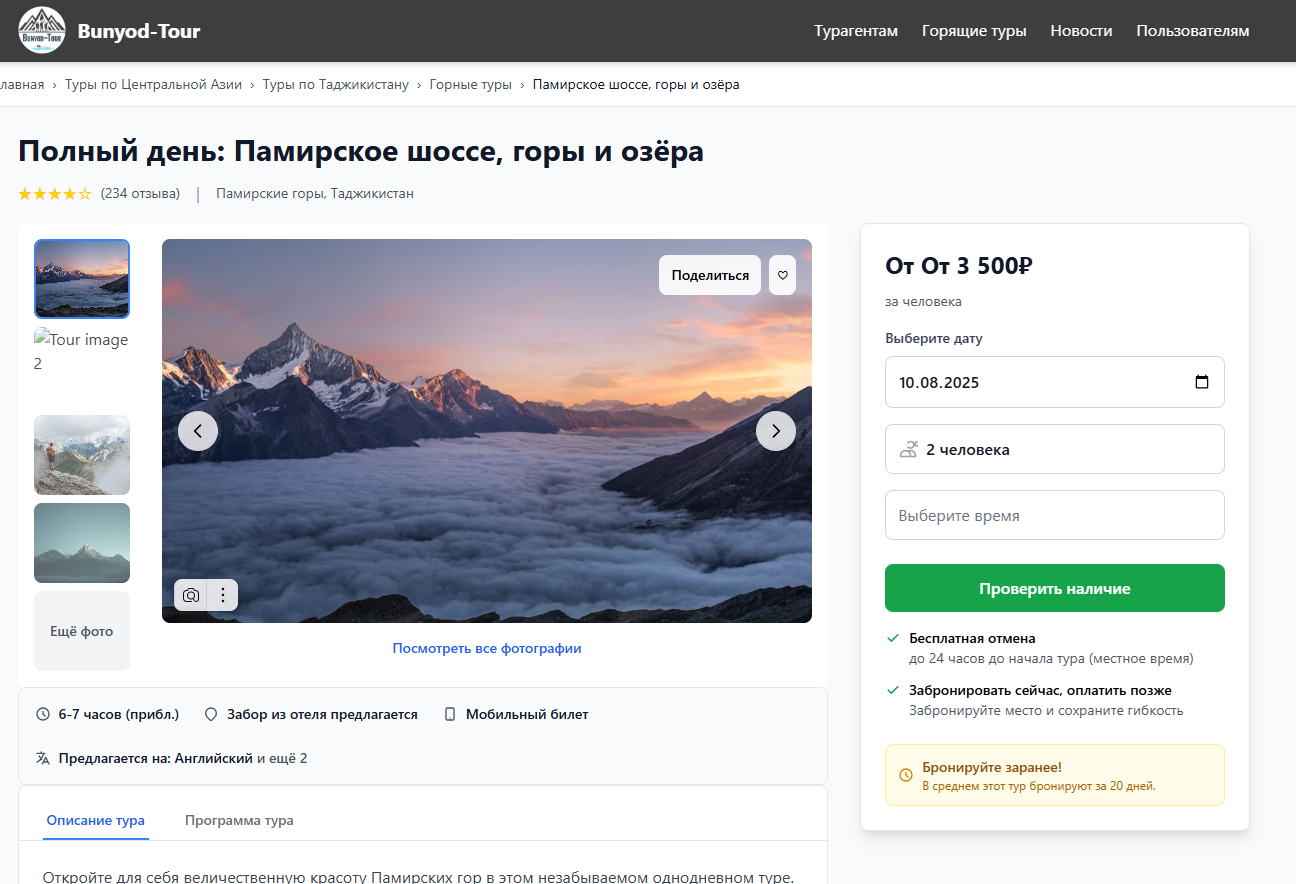 Bunyod-Tour
Bunyod-Tour
Турагентам
Горящие туры
Новости
Пользователям
лавная › Туры по Центральной Азии › Туры по Таджикистану › Горные туры › Памирское шоссе, горы и озёра
Полный день: Памирское шоссе, горы и озёра
★★★★☆ (234 отзыва) | Памирские горы, Таджикистан
Tour image
2
Ещё фото
Поделиться
Посмотреть все фотографии
6-7 часов (прибл.)
Забор из отеля предлагается
Мобильный билет
Предлагается на: Английский и ещё 2
Описание тура
Программа тура
Откройте для себя величественную красоту Памирских гор в этом незабываемом однодневном туре.
От От 3 500₽
за человека
Выберите дату
10.08.2025
2 человека
Выберите время
Проверить наличие
Бесплатная отмена
до 24 часов до начала тура (местное время)
Забронировать сейчас, оплатить позже
Забронируйте место и сохраните гибкость
Бронируйте заранее!
В среднем этот тур бронируют за 20 дней.